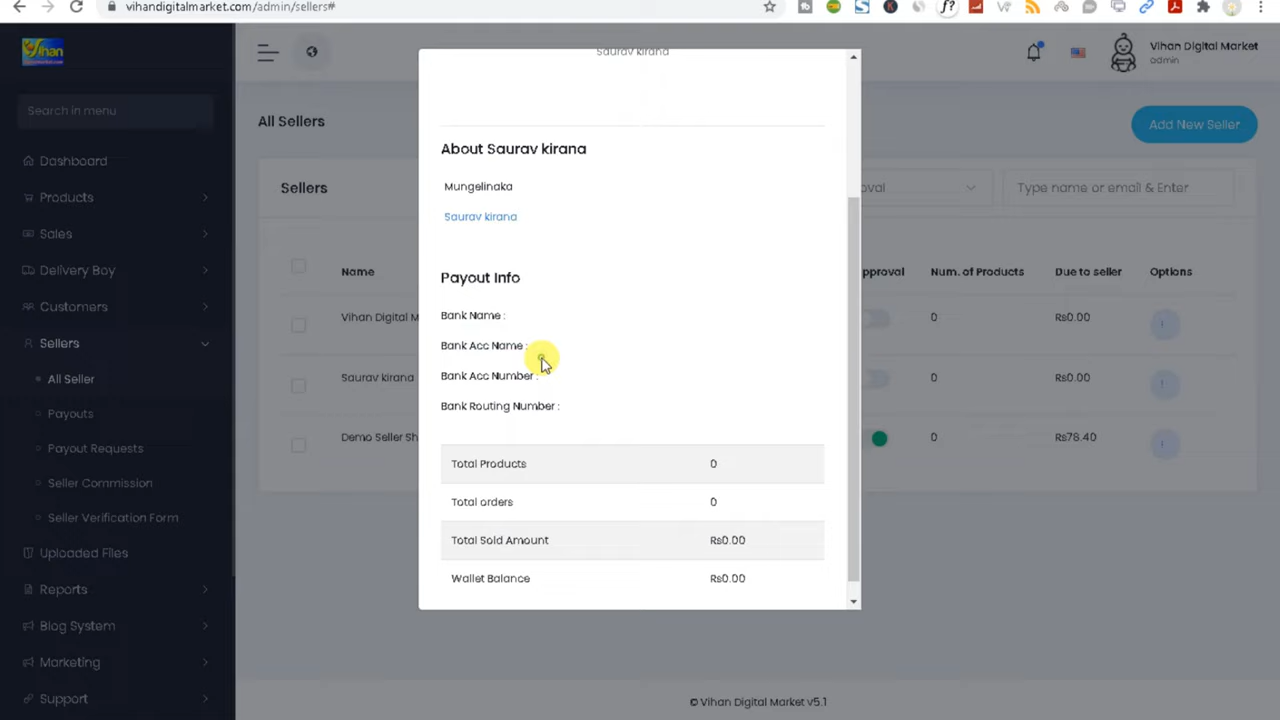 vihandigitalmarket.com/admin/sellers#
Vihan
Search in menu
Dashboard
Products
Sales
Delivery Boy
Customers
Sellers
All Seller
Payouts
Payout Requests
Seller Commission
Seller Verification Form
Uploaded Files
Reports
Blog System
Marketing
Support
Vihan Digital Market
admin
All Sellers
Add New Seller
Sellers
Type name or email & Enter
Name
Num. of Products
Due to seller
Options
Vihan Digital M
0
Rs0.00
Saurav kirana
0
Rs0.00
Demo Seller Sh
0
Rs78.40
Saurav kirana
About Saurav kirana
Mungelinaka
Saurav kirana
Payout Info
Bank Name :
Bank Acc Name :
Bank Acc Number :
Bank Routing Number :
Total Products 0
Total orders 0
Total Sold Amount Rs0.00
Wallet Balance Rs0.00
© Vihan Digital Market v5.1